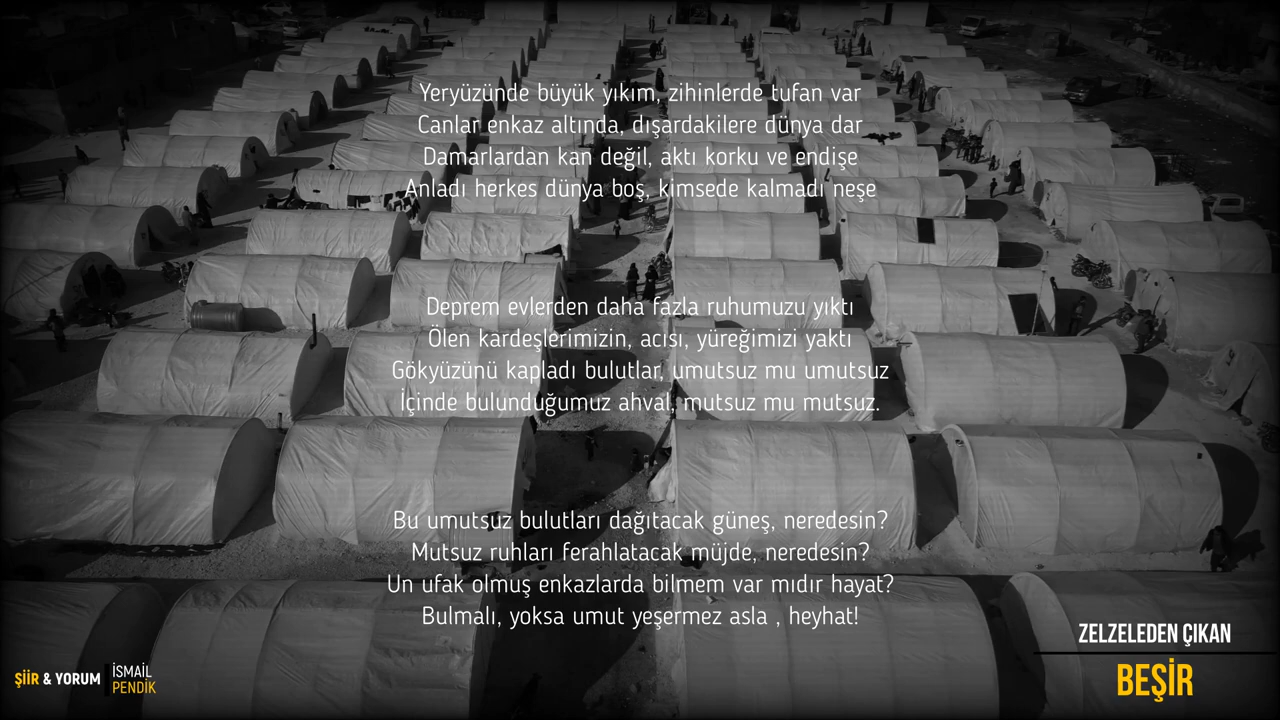 Yeryüzünde büyük yıkım, zihinlerde tufan var
Canlar enkaz altında, dışardakilere dünya dar
Damarlardan kan değil, aktı korku ve endişe
Anladı herkes dünya boş, kimsede kalmadı neşe
Deprem evlerden daha fazla ruhumuzu yıktı
Ölen kardeşlerimizin, acısı, yüreğimizi yaktı
Gökyüzünü kapladı bulutlar, umutsuz mu umutsuz
İçinde bulunduğumuz ahval, mutsuz mu mutsuz.
Bu umutsuz bulutları dağıtacak güneş, neredesin?
Mutsuz ruhları ferahlatacak müjde, neredesin?
Un ufak olmuş enkazlarda bilmem var mıdır hayat?
Bulmalı, yoksa umut yeşermez asla , heyhat!
ZELZELEDEN ÇIKAN
BEŞİR
ŞİİR & YORUM
İSMAİL
PENDİK